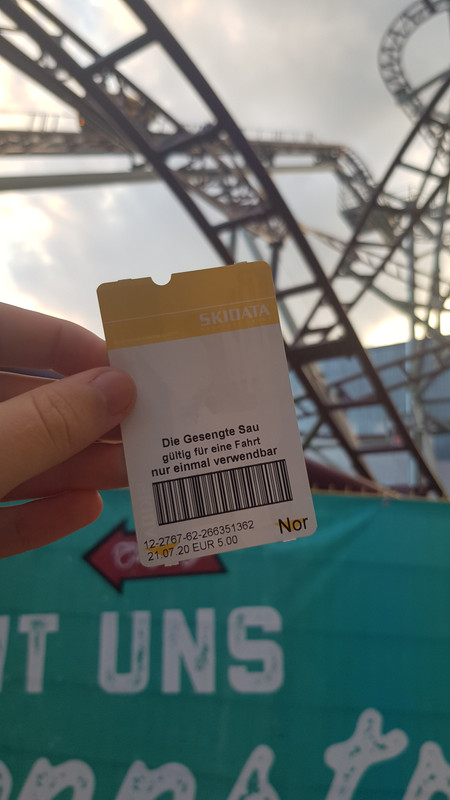 SKIDATA
Die Gesengte Sau
gültig für eine Fahrt
nur einmal verwendbar
12-2767-62-266351362
Nor
21.07.20 EUR 5.00
UNS